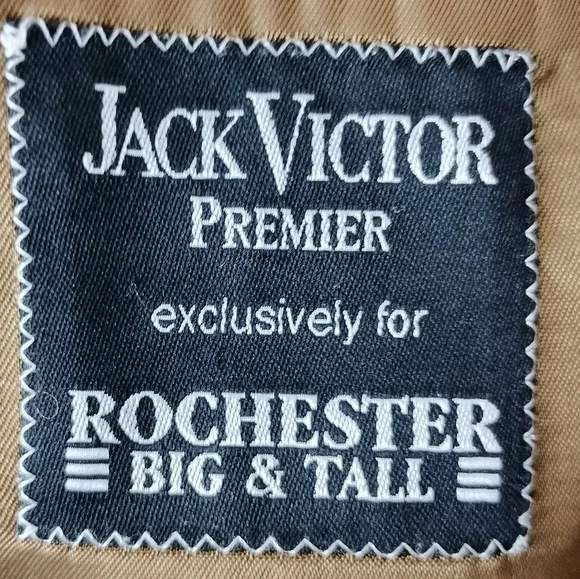 JACK VICTOR
PREMIER
exclusively for
ROCHESTER
BIG & TALL